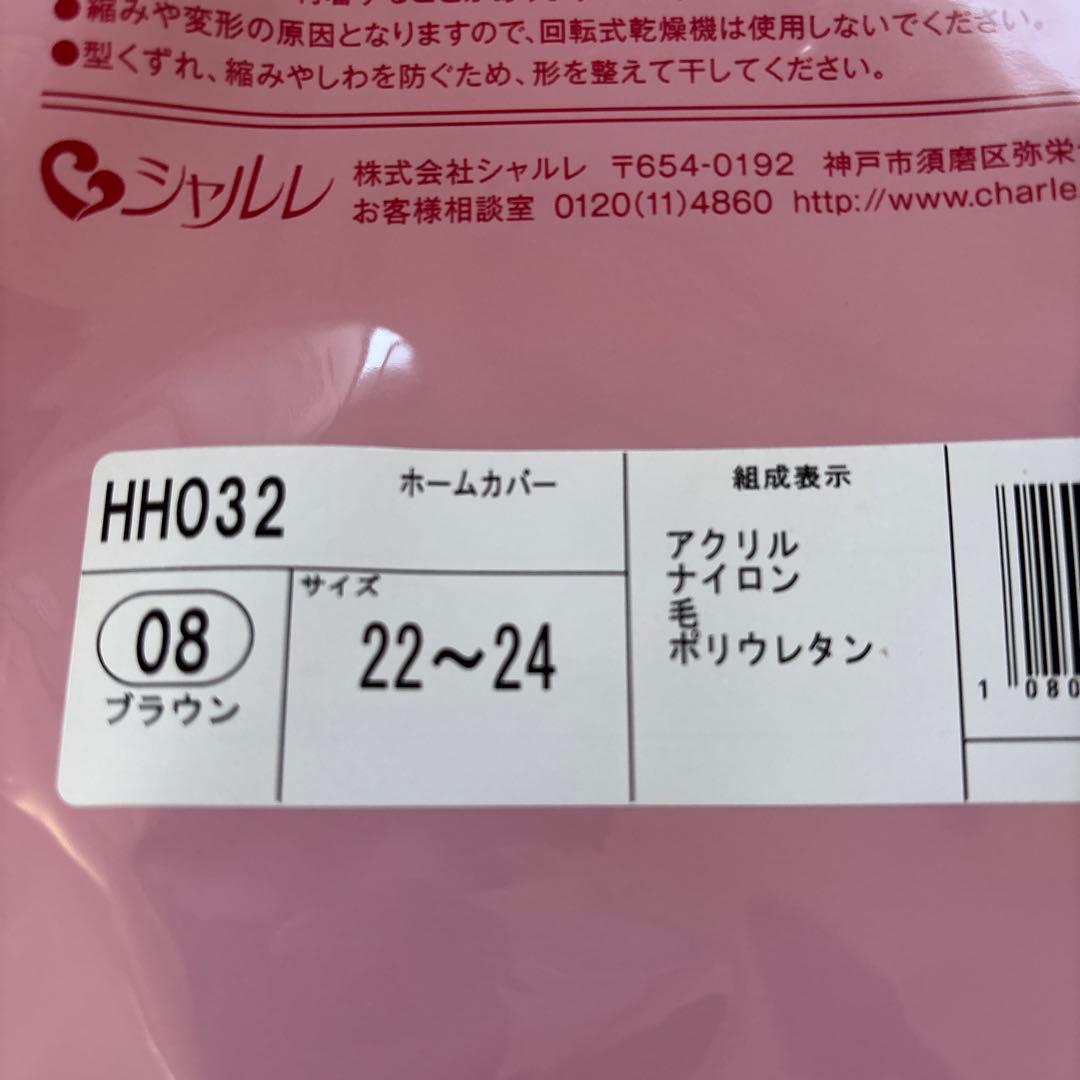 ●縮みや変形の原因となりますので、回転式乾燥機は使用しないでください。
●型くずれ、縮みやしわを防ぐため、形を整えて干してください。
シャルレ
株式会社シャルレ 〒654-0192 神戸市須磨区弥栄
お客様相談室 0120(11)4860 http://www.charle.
HH032
ホームカバー
08
ブラウン
サイズ
22～24
組成表示
アクリル
ナイロン
毛
ポリウレタン
1 080